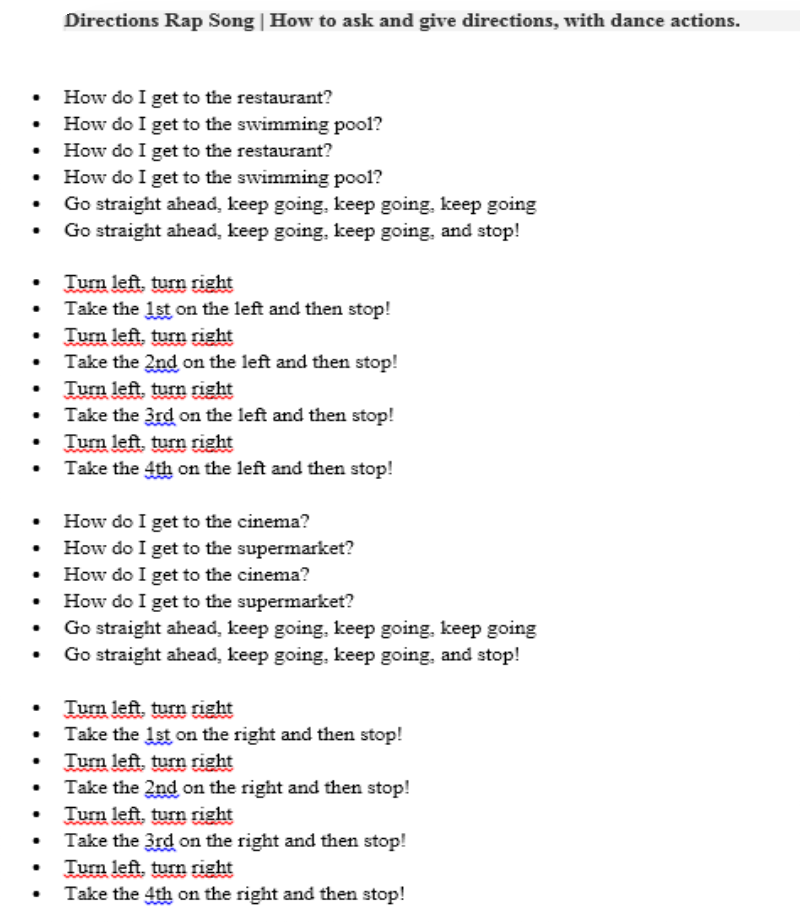 Directions Rap Song | How to ask and give directions, with dance actions.
• How do I get to the restaurant?
• How do I get to the swimming pool?
• How do I get to the restaurant?
• How do I get to the swimming pool?
• Go straight ahead, keep going, keep going, keep going
• Go straight ahead, keep going, keep going, and stop!
• Turn left, turn right
• Take the 1st on the left and then stop!
• Turn left, turn right
• Take the 2nd on the left and then stop!
• Turn left, turn right
• Take the 3rd on the left and then stop!
• Turn left, turn right
• Take the 4th on the left and then stop!
• How do I get to the cinema?
• How do I get to the supermarket?
• How do I get to the cinema?
• How do I get to the supermarket?
• Go straight ahead, keep going, keep going, keep going
• Go straight ahead, keep going, keep going, and stop!
• Turn left, turn right
• Take the 1st on the right and then stop!
• Turn left, turn right
• Take the 2nd on the right and then stop!
• Turn left, turn right
• Take the 3rd on the right and then stop!
• Turn left, turn right
• Take the 4th on the right and then stop!